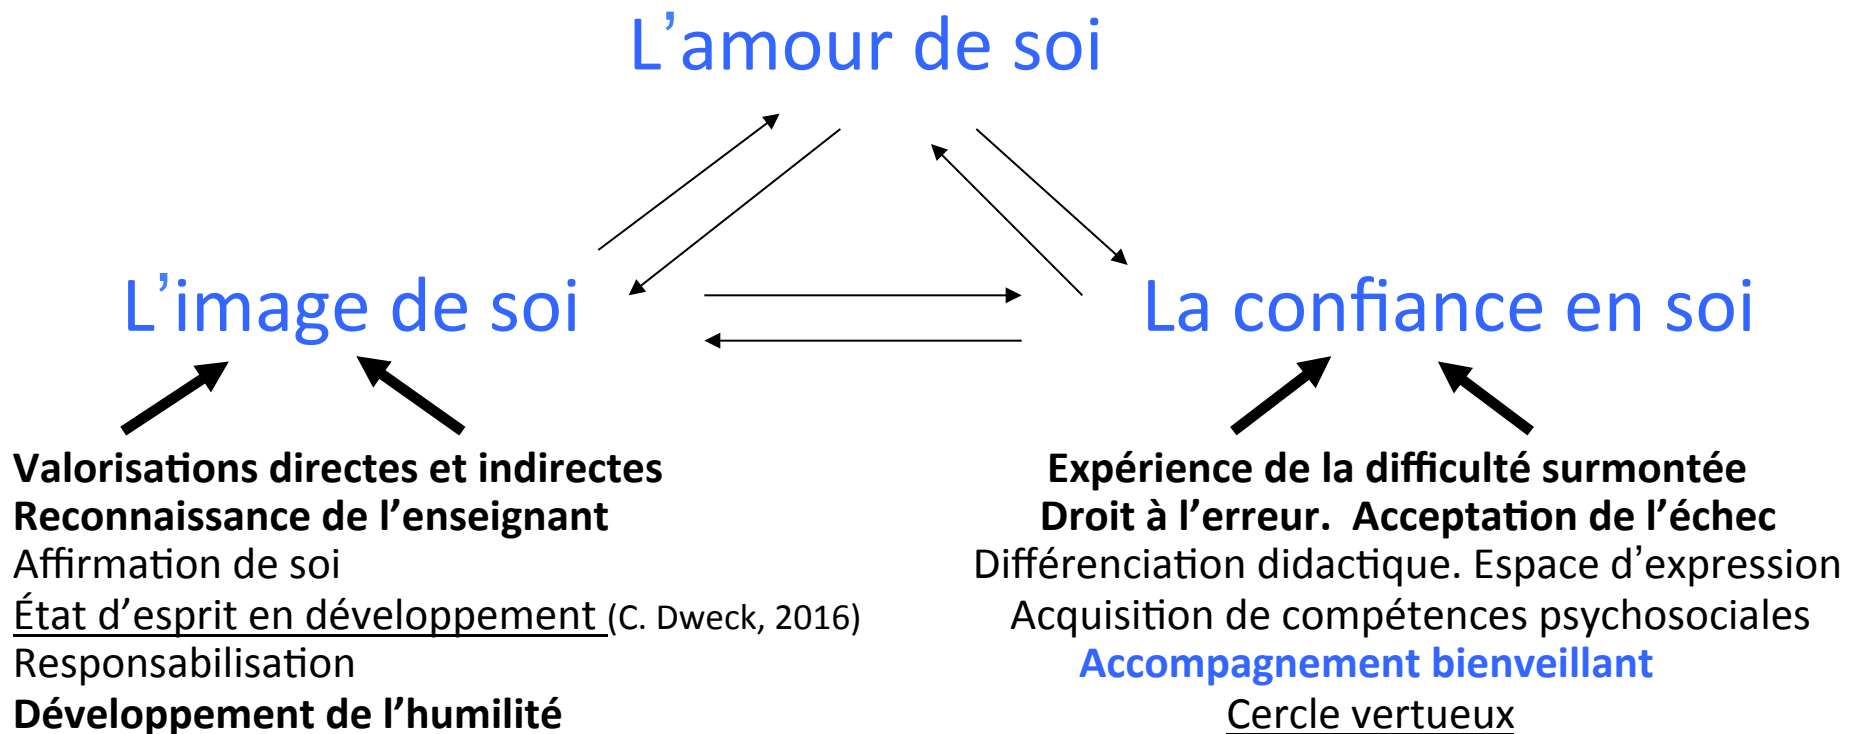 L’amour de soi
L’image de soi
La confiance en soi
Valorisations directes et indirectes
Reconnaissance de l’enseignant
Affirmation de soi
État d’esprit en développement (C. Dweck, 2016)
Responsabilisation
Développement de l’humilité
Expérience de la difficulté surmontée
Droit à l’erreur.  Acceptation de l’échec
Différenciation didactique. Espace d’expression
Acquisition de compétences psychosociales
Accompagnement bienveillant
Cercle vertueux